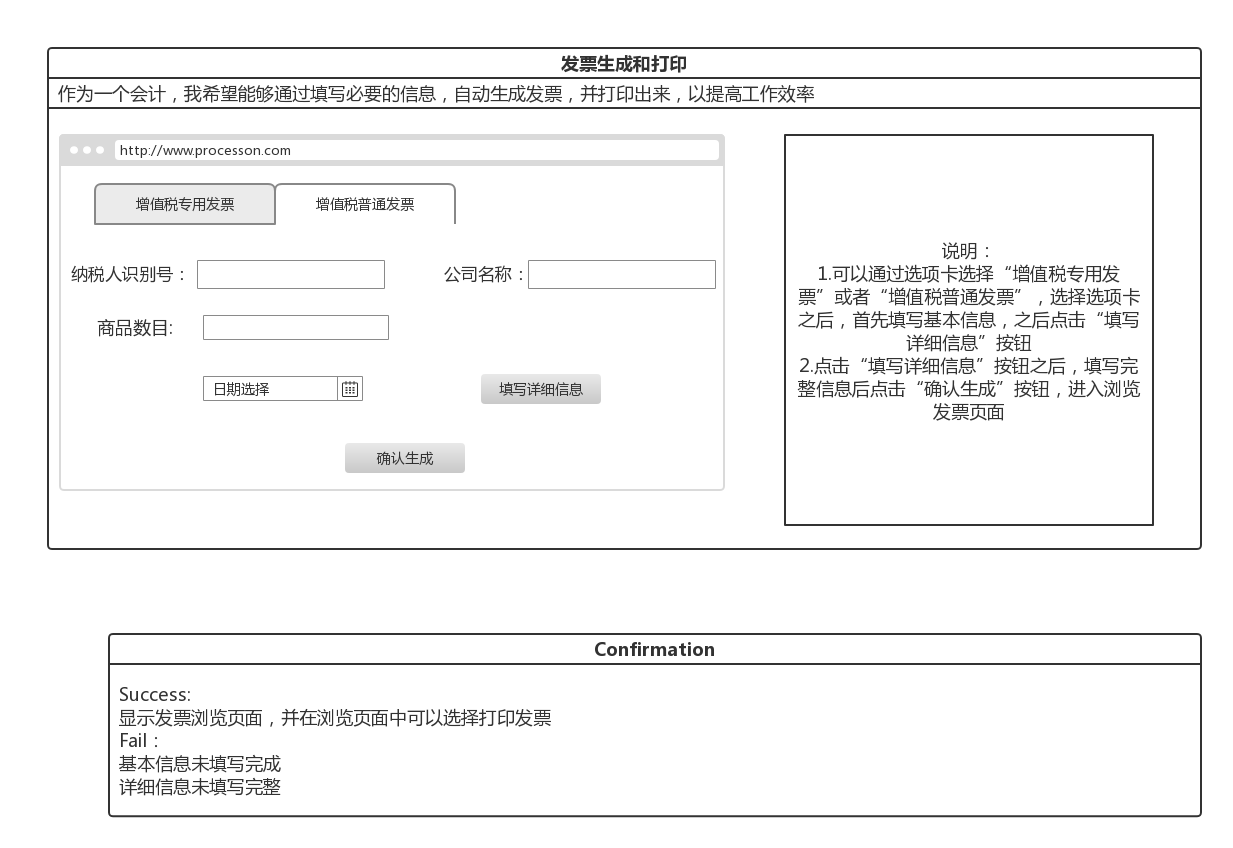 发票生成和打印
作为一个会计，我希望能够通过填写必要的信息，自动生成发票，并打印出来，以提高工作效率
http://www.processon.com
增值税专用发票
增值税普通发票
纳税人识别号：
公司名称：
商品数目:
日期选择
填写详细信息
确认生成
说明：
1.可以通过选项卡选择“增值税专用发
票”或者“增值税普通发票”，选择选项卡
之后，首先填写基本信息，之后点击“填写
详细信息”按钮
2.点击“填写详细信息”按钮之后，填写完
整信息后点击“确认生成”按钮，进入浏览
发票页面
Confirmation
Success:
显示发票浏览页面，并在浏览页面中可以选择打印发票
Fail：
基本信息未填写完成
详细信息未填写完整